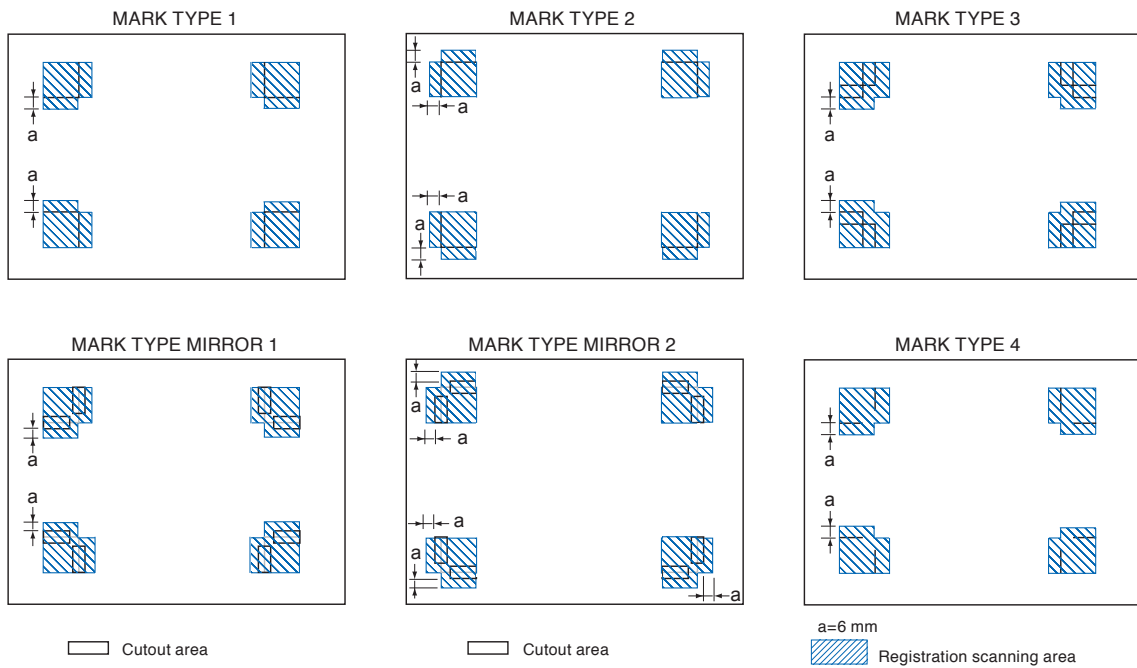 MARK TYPE 1
MARK TYPE 2
MARK TYPE 3
a
a
a
a
a
a
a
a
MARK TYPE MIRROR 1
MARK TYPE MIRROR 2
MARK TYPE 4
a
a
a
a
a
a
a
a
a
Cutout area
Cutout area
a=6 mm
Registration scanning area